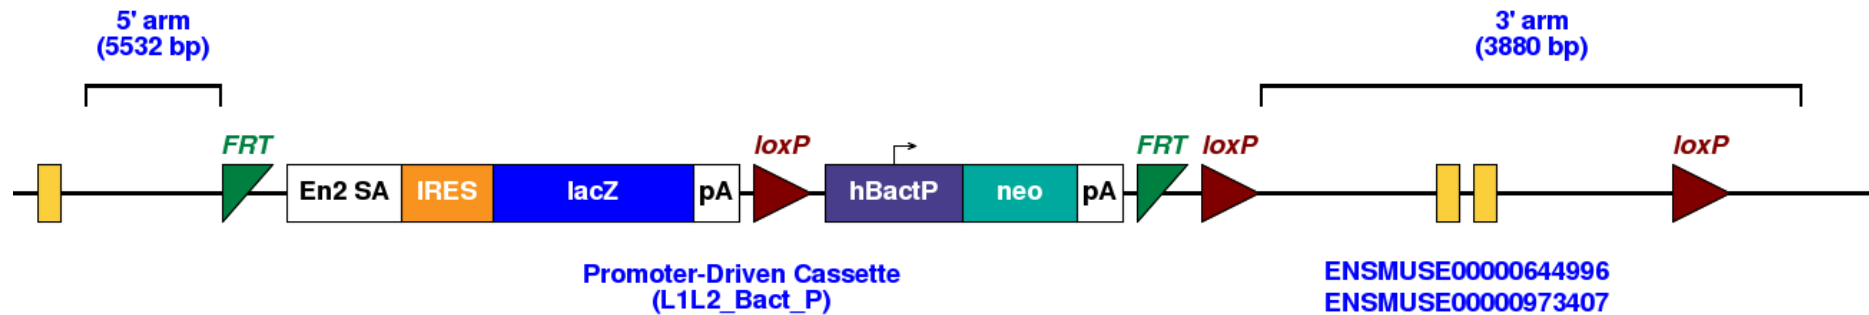 5' arm
(5532 bp)
3' arm
(3880 bp)
FRT
loxP
FRT
loxP
loxP
En2 SA
IRES
lacZ
pA
hBactP
neo
pA
Promoter-Driven Cassette
(L1L2_Bact_P)
ENSMUSE00000644996
ENSMUSE00000973407